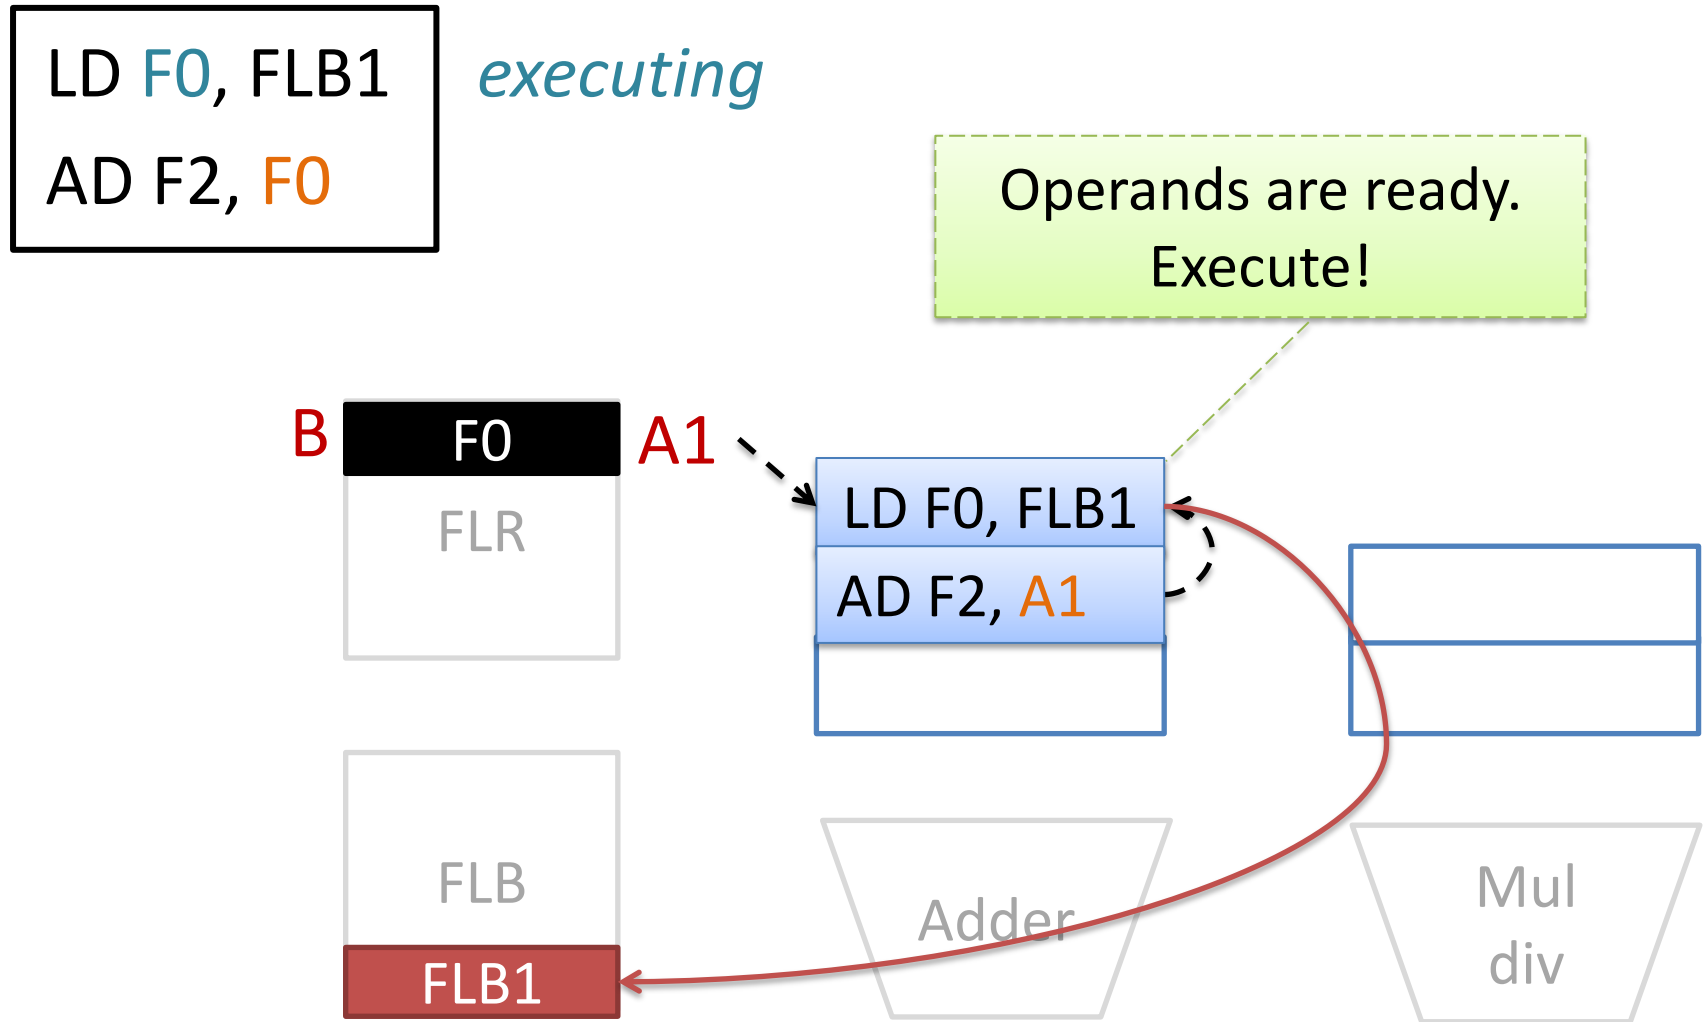 LD F0, FLB1
executing
AD F2, F0
Operands are ready.
Execute!
B
F0
A1
FLR
LD F0, FLB1
AD F2, A1
FLB
FLB1
Adder
Mul
div